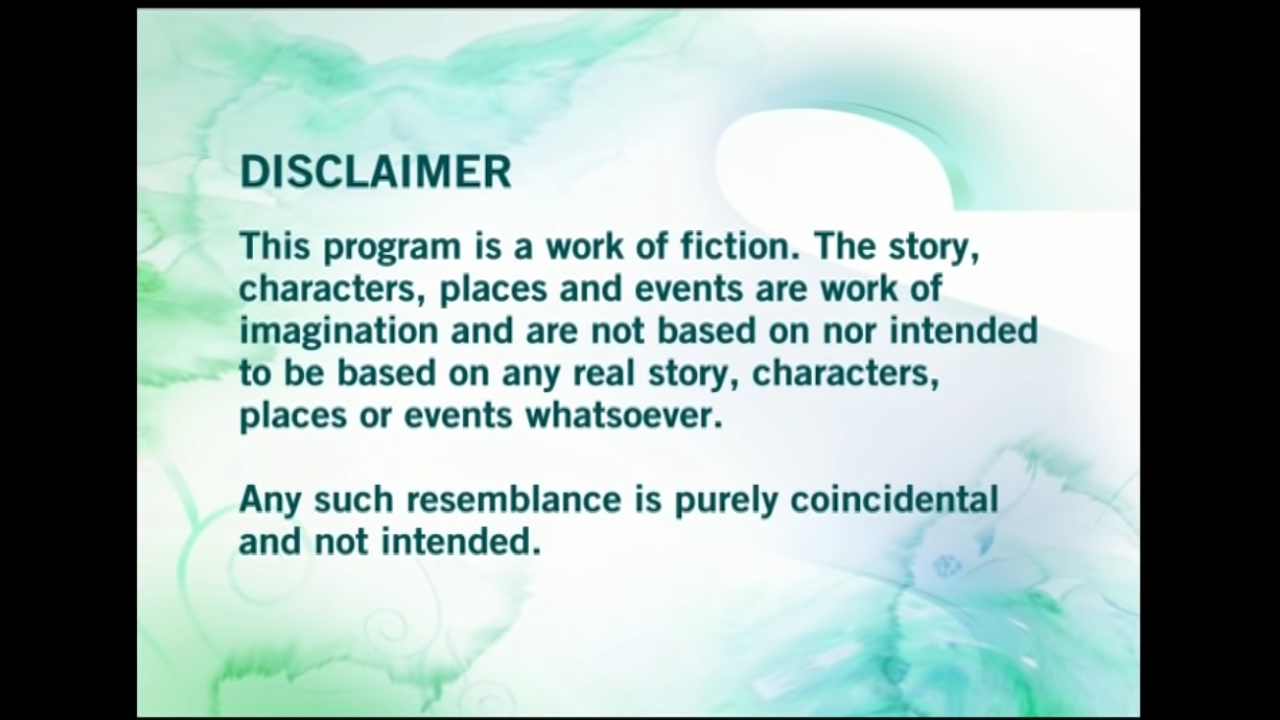 DISCLAIMER
This program is a work of fiction. The story,
characters, places and events are work of
imagination and are not based on nor intended
to be based on any real story, characters,
places or events whatsoever.
Any such resemblance is purely coincidental
and not intended.